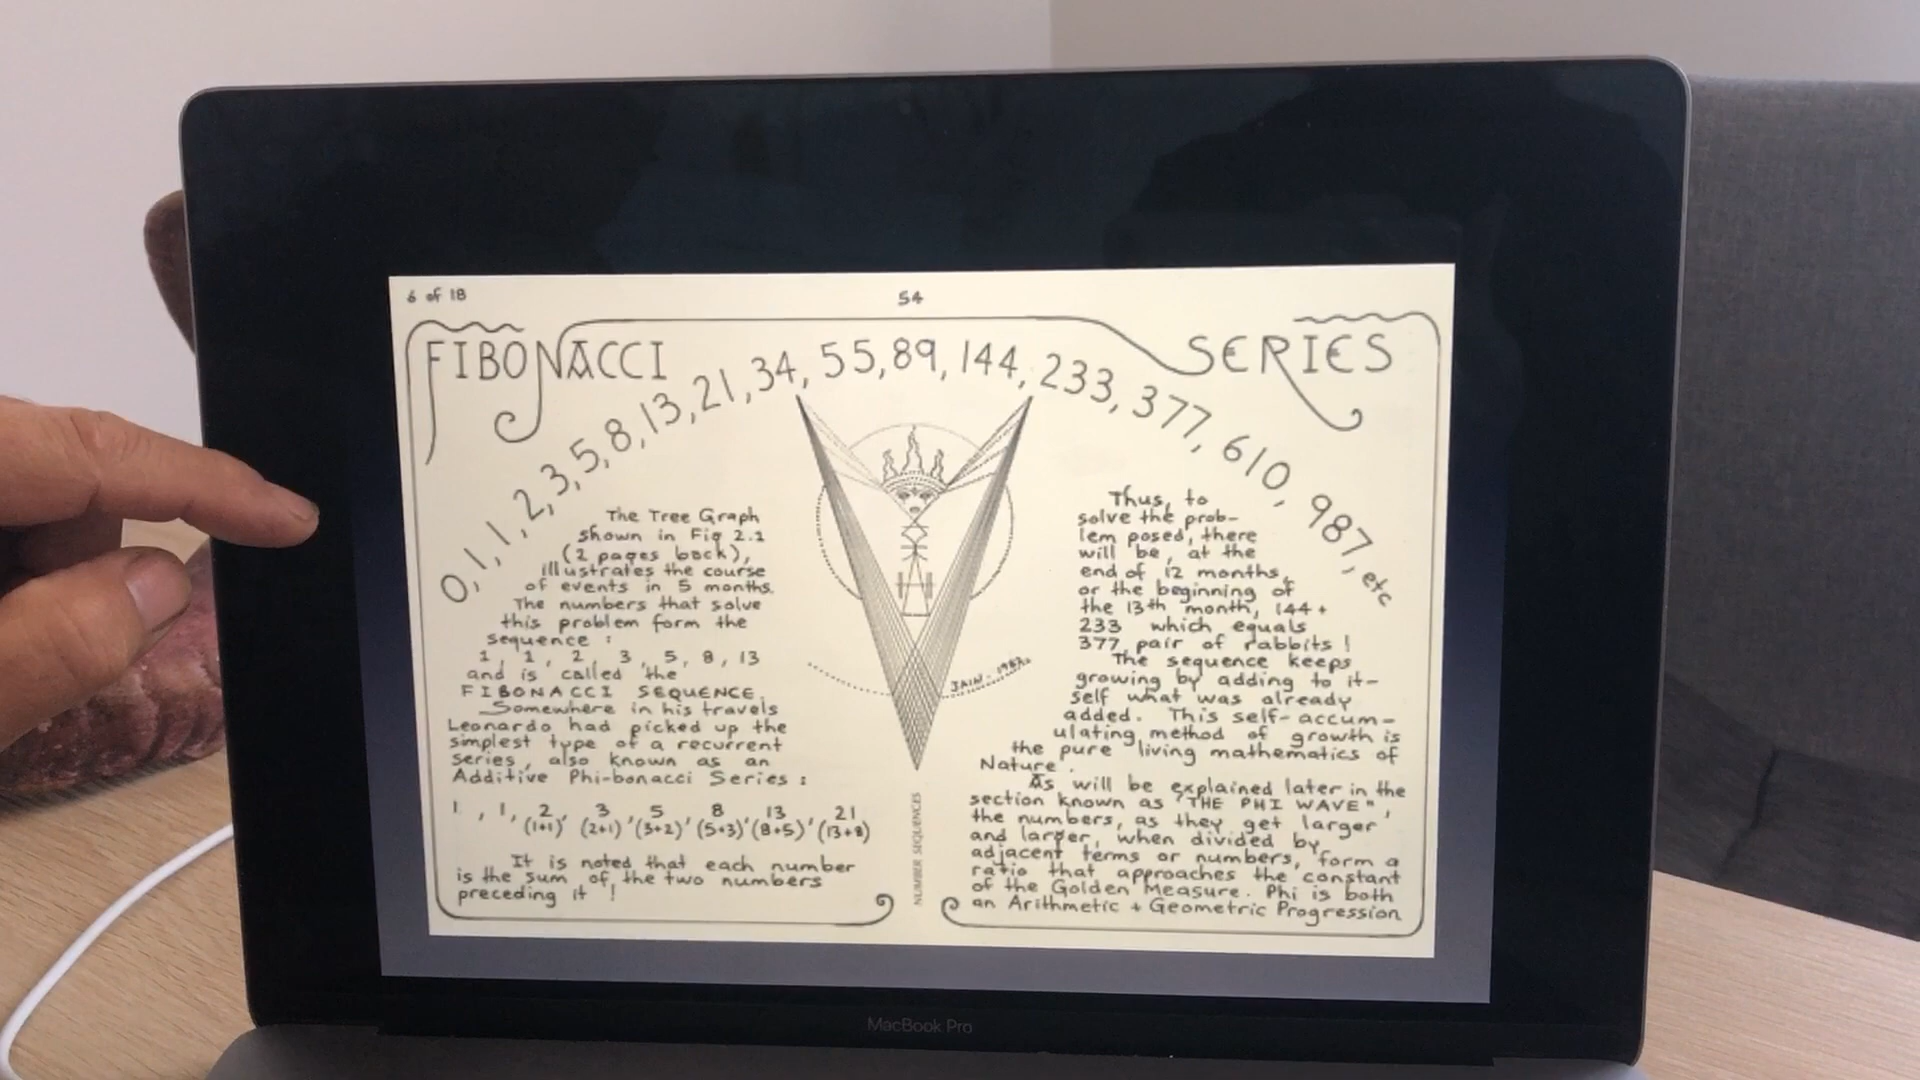 6 of 18
54
FIBONACCI SERIES
0, 1, 1, 2, 3, 5, 8, 13, 21, 34, 55, 89, 144, 233, 377, 610, 987, etc
The Tree Graph
shown in Fig 2.1
(2 pages back),
illustrates the course
of events in 5 months.
The numbers that solve
this problem form the
sequence :
1, 1, 2, 3, 5, 8, 13
and is called the
FIBONACCI SEQUENCE.
Somewhere in his travels
Leonardo had picked up the
simplest type of a recurrent
series, also known as an
Additive Phi-bonacci Series :
1, 1, 2, 3, 5, 8, 13, 21
(1+1) (2+1) (3+2) (5+3) (8+5) (13+8)
It is noted that each number
is the sum of the two numbers
preceding it !
JAIN.
NUMBER SEQUENCES
Thus, to
solve the prob-
lem posed, there
will be, at the
end of 12 months,
or the beginning of
the 13th month, 144 +
233 which equals
377 pair of rabbits !
The sequence keeps
growing by adding to it-
self what was already
added. This self-accum-
ulating method of growth is
the pure living mathematics of
Nature.
As will be explained later in the
section known as "THE PHI WAVE",
the numbers, as they get larger
and larger, when divided by
adjacent terms or numbers, form a
ratio that approaches the constant
of the Golden Measure. Phi is both
an Arithmetic + Geometric Progression
MacBook Pro